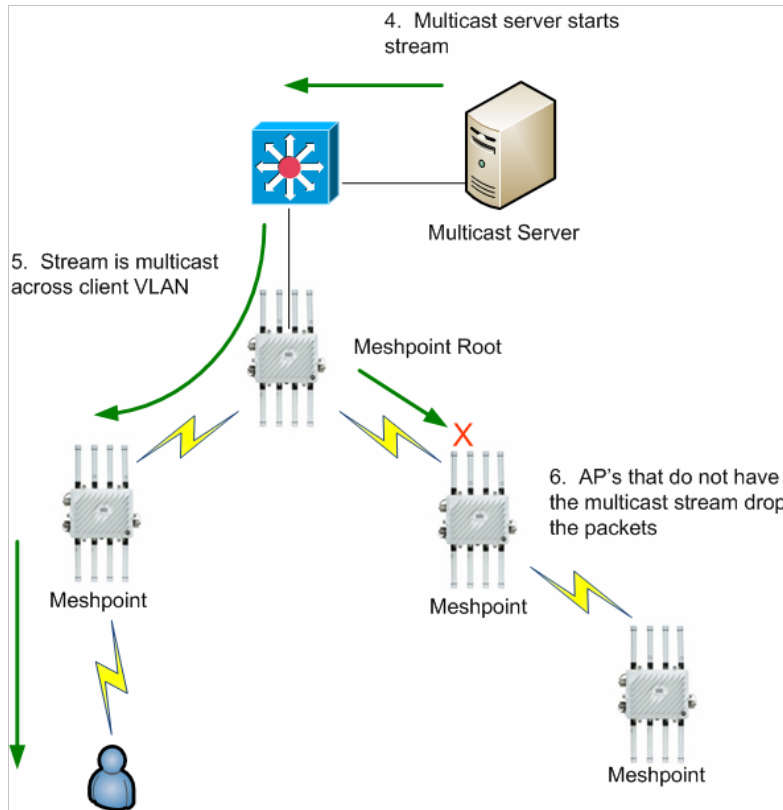 4. Multicast server starts
stream
Multicast Server
5. Stream is multicast
across client VLAN
Meshpoint Root
X
6. AP's that do not have
the multicast stream drop
the packets
Meshpoint
Meshpoint
Meshpoint